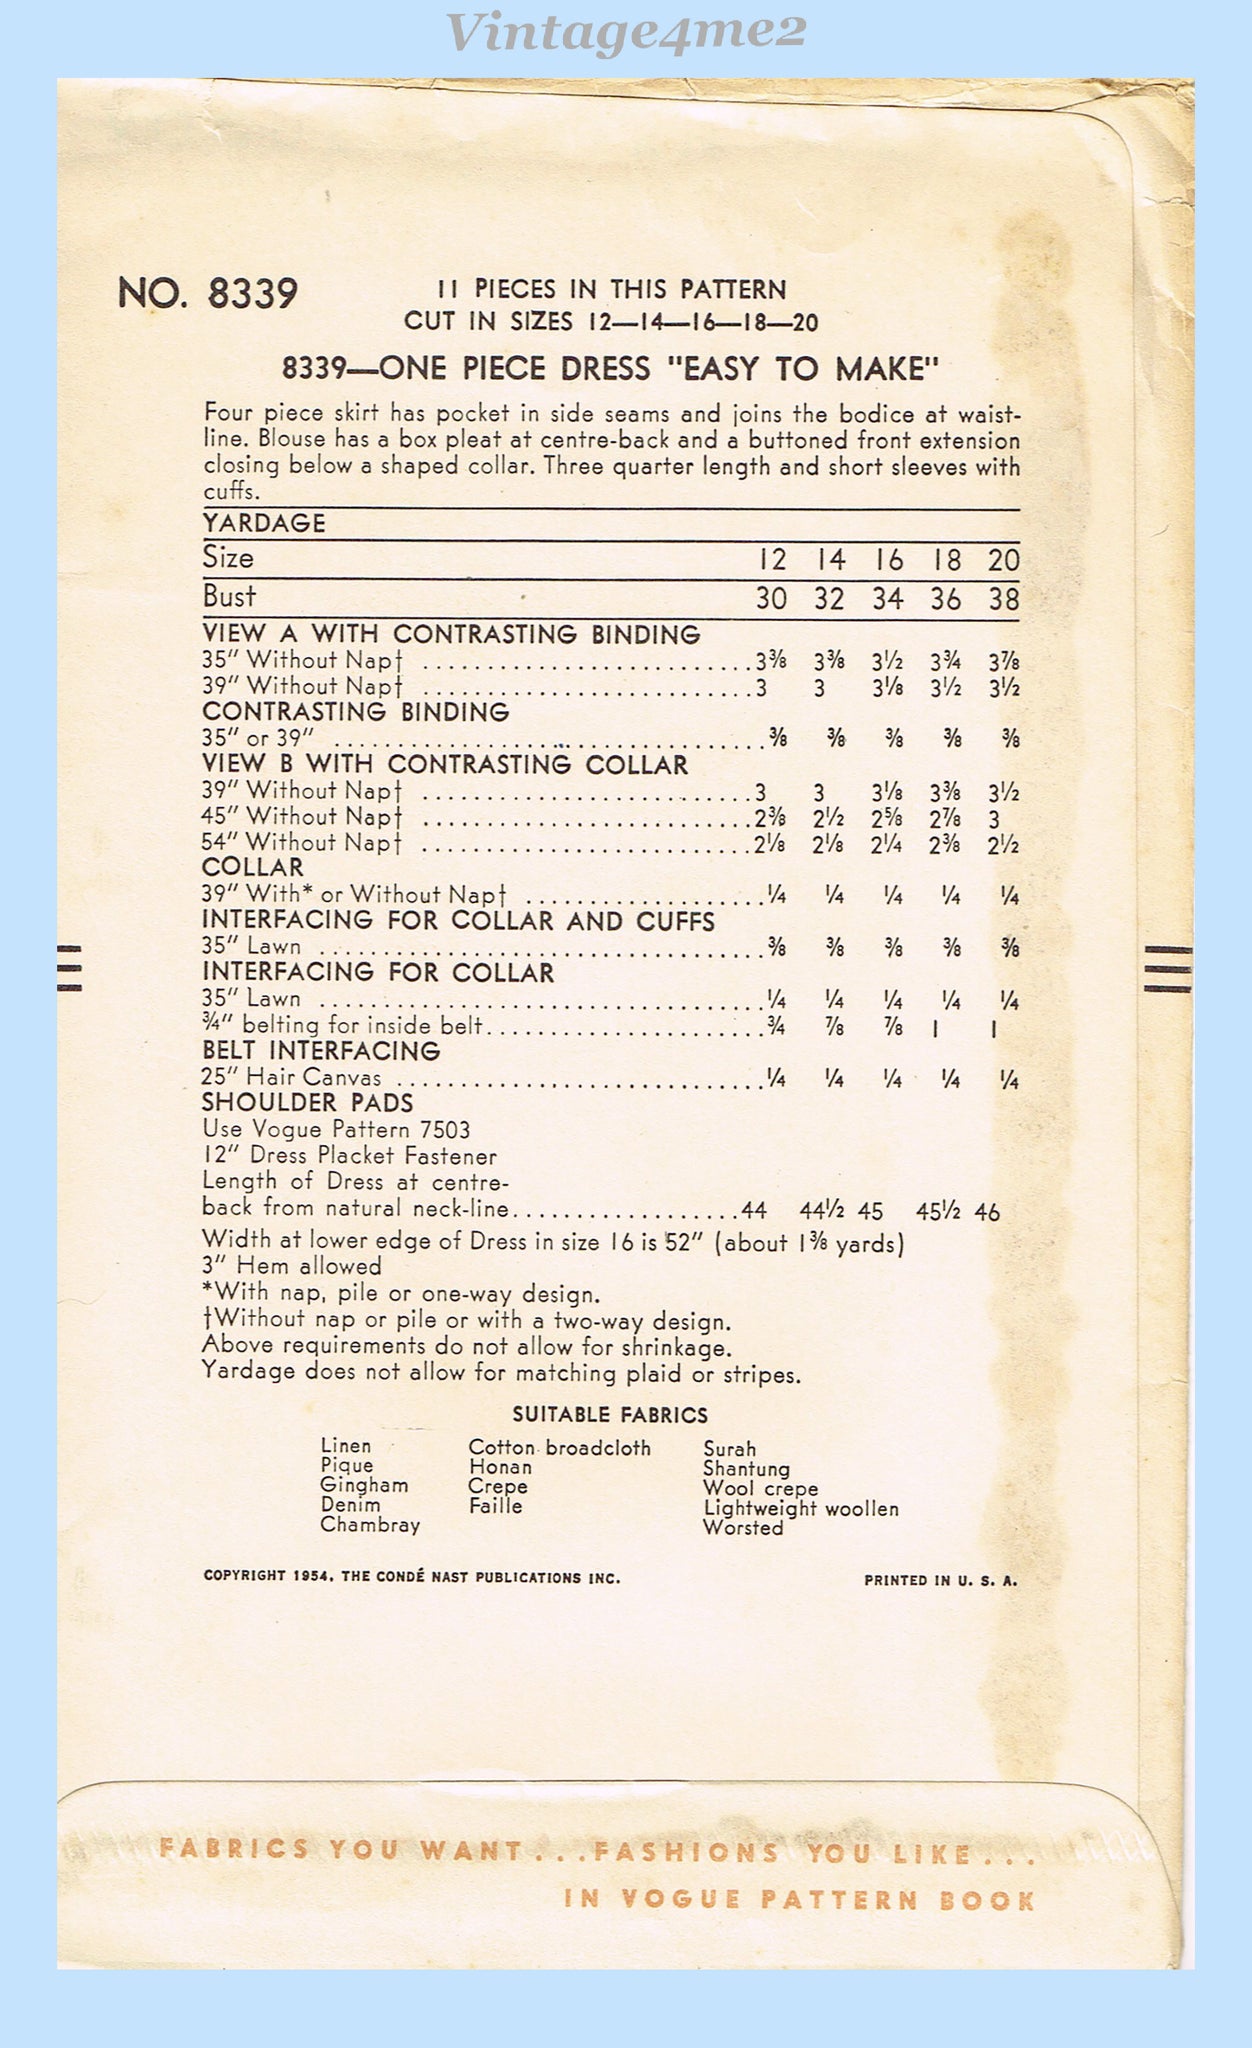 Vintage4me2
NO. 8339
11 PIECES IN THIS PATTERN
CUT IN SIZES 12—14—16—18—20
8339—ONE PIECE DRESS "EASY TO MAKE"
Four piece skirt has pocket in side seams and joins the bodice at waist-
line. Blouse has a box pleat at centre-back and a buttoned front extension
closing below a shaped collar. Three quarter length and short sleeves with
cuffs.
YARDAGE
Size 12 14 16 18 20
Bust 30 32 34 36 38
VIEW A WITH CONTRASTING BINDING
35" Without Nap† ..........................3⅜ 3⅜ 3½ 3¾ 3⅞
39" Without Nap† ..........................3 3 3⅛ 3½ 3½
CONTRASTING BINDING
35" or 39" ..................................⅜ ⅜ ⅜ ⅜ ⅜
VIEW B WITH CONTRASTING COLLAR
39" Without Nap† ..........................3 3 3⅛ 3⅜ 3½
45" Without Nap† ..........................2⅜ 2½ 2⅝ 2⅞ 3
54" Without Nap† ..........................2⅛ 2⅛ 2¼ 2⅜ 2½
COLLAR
39" With* or Without Nap† ...................¼ ¼ ¼ ¼ ¼
INTERFACING FOR COLLAR AND CUFFS
35" Lawn ...................................⅜ ⅜ ⅜ ⅜ ⅜
INTERFACING FOR COLLAR
35" Lawn ...................................¼ ¼ ¼ ¼ ¼
¾" belting for inside belt......................¾ ⅞ ⅞ 1 1
BELT INTERFACING
25" Hair Canvas .............................¼ ¼ ¼ ¼ ¼
SHOULDER PADS
Use Vogue Pattern 7503
12" Dress Placket Fastener
Length of Dress at centre-
back from natural neck-line..................44 44½ 45 45½ 46
Width at lower edge of Dress in size 16 is 52" (about 1⅜ yards)
3" Hem allowed
*With nap, pile or one-way design.
†Without nap or pile or with a two-way design.
Above requirements do not allow for shrinkage.
Yardage does not allow for matching plaid or stripes.
SUITABLE FABRICS
Linen Cotton broadcloth Surah
Pique Honan Shantung
Gingham Crepe Wool crepe
Denim Faille Lightweight woollen
Chambray Worsted
COPYRIGHT 1954, THE CONDÉ NAST PUBLICATIONS INC. PRINTED IN U. S. A.
FABRICS YOU WANT...FASHIONS YOU LIKE...
IN VOGUE PATTERN BOOK